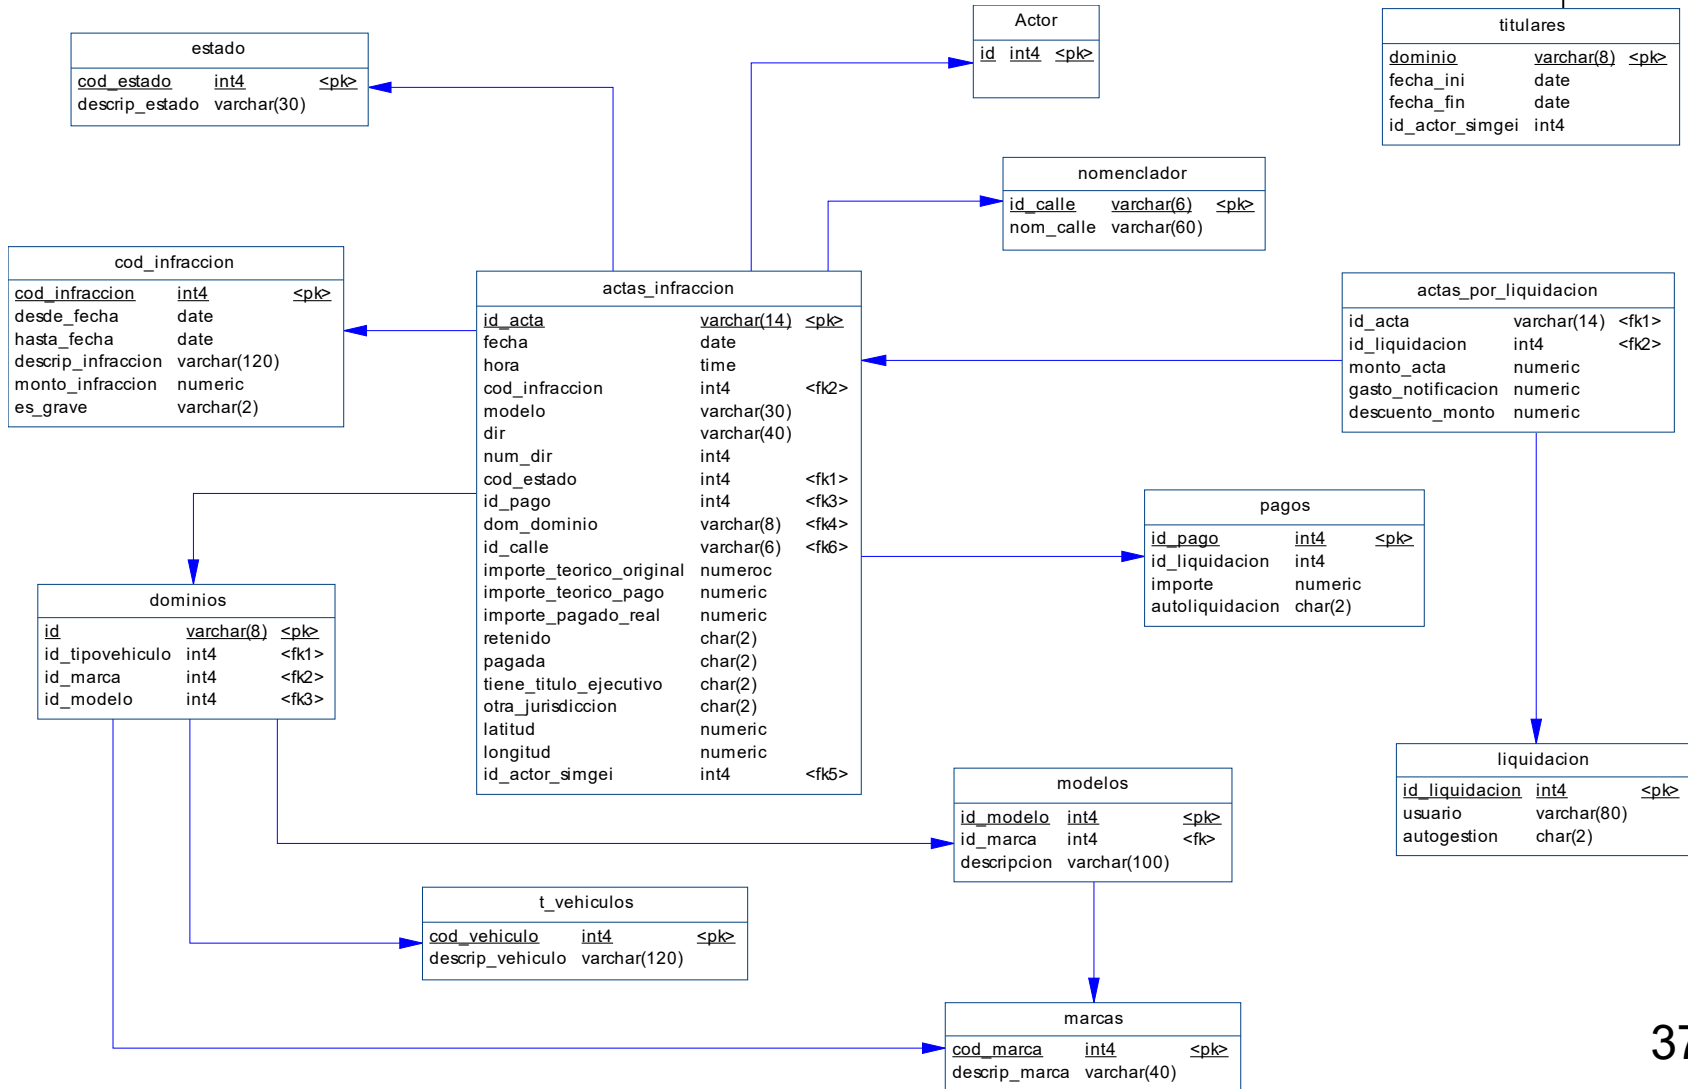 estado
cod_estado int4 <pk>
descrip_estado varchar(30)
Actor
id int4 <pk>
titulares
dominio varchar(8) <pk>
fecha_ini date
fecha_fin date
id_actor_simgei int4
nomenclador
id_calle varchar(6) <pk>
nom_calle varchar(60)
cod_infraccion
cod_infraccion int4 <pk>
desde_fecha date
hasta_fecha date
descrip_infraccion varchar(120)
monto_infraccion numeric
es_grave varchar(2)
actas_infraccion
id_acta varchar(14) <pk>
fecha date
hora time
cod_infraccion int4 <fk2>
modelo varchar(30)
dir varchar(40)
num_dir int4
cod_estado int4 <fk1>
id_pago int4 <fk3>
dom_dominio varchar(8) <fk4>
id_calle varchar(6) <fk6>
importe_teorico_original numeroc
importe_teorico_pago numeric
importe_pagado_real numeric
retenido char(2)
pagada char(2)
tiene_titulo_ejecutivo char(2)
otra_jurisdiccion char(2)
latitud numeric
longitud numeric
id_actor_simgei int4 <fk5>
actas_por_liquidacion
id_acta varchar(14) <fk1>
id_liquidacion int4 <fk2>
monto_acta numeric
gasto_notificacion numeric
descuento_monto numeric
pagos
id_pago int4 <pk>
id_liquidacion int4
importe numeric
autoliquidacion char(2)
dominios
id varchar(8) <pk>
id_tipovehiculo int4 <fk1>
id_marca int4 <fk2>
id_modelo int4 <fk3>
liquidacion
id_liquidacion int4 <pk>
usuario varchar(80)
autogestion char(2)
modelos
id_modelo int4 <pk>
id_marca int4 <fk>
descripcion varchar(100)
t_vehiculos
cod_vehiculo int4 <pk>
descrip_vehiculo varchar(120)
marcas
cod_marca int4 <pk>
descrip_marca varchar(40)
37